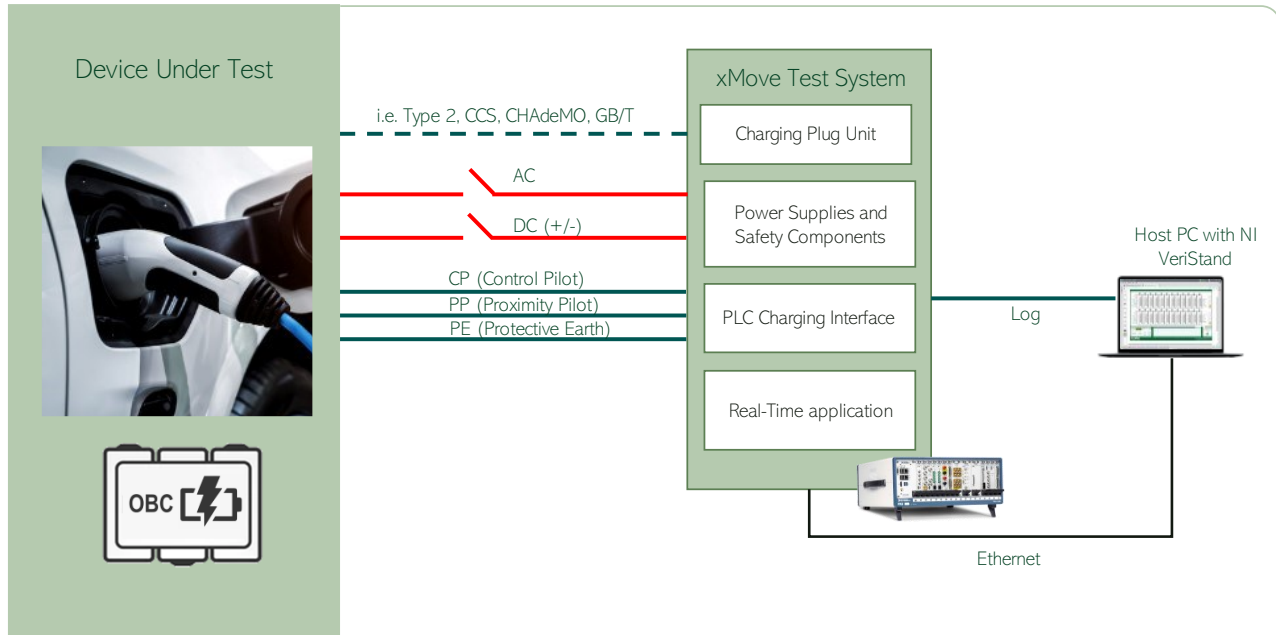 Device Under Test
OBC
i.e. Type 2, CCS, CHAdeMO, GB/T
AC
DC (+/-)
CP (Control Pilot)
PP (Proximity Pilot)
PE (Protective Earth)
xMove Test System
Charging Plug Unit
Power Supplies and
Safety Components
PLC Charging Interface
Real-Time application
Log
Host PC with NI
VeriStand
Ethernet